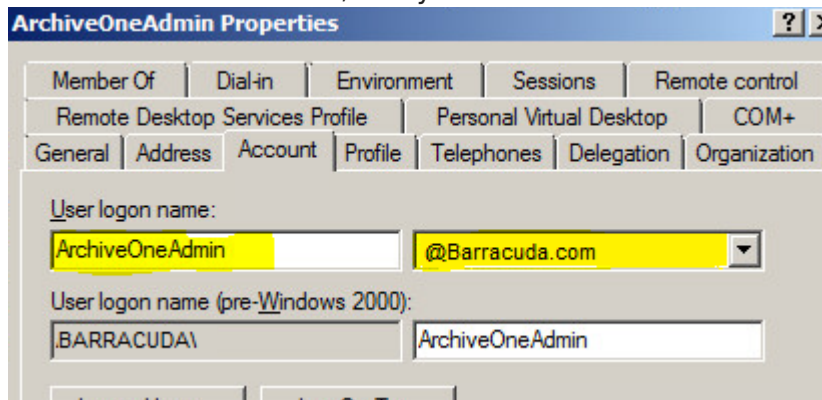 ArchiveOneAdmin Properties ? X
Member Of Dial-in Environment Sessions Remote control
Remote Desktop Services Profile Personal Virtual Desktop COM+
General Address Account Profile Telephones Delegation Organization
User logon name:
ArchiveOneAdmin @Barracuda.com
User logon name (pre-Windows 2000):
.BARRACUDA\ ArchiveOneAdmin